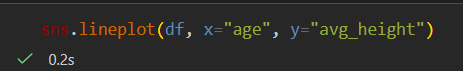 sns.lineplot(df, x="age", y="avg_height")
0.2s